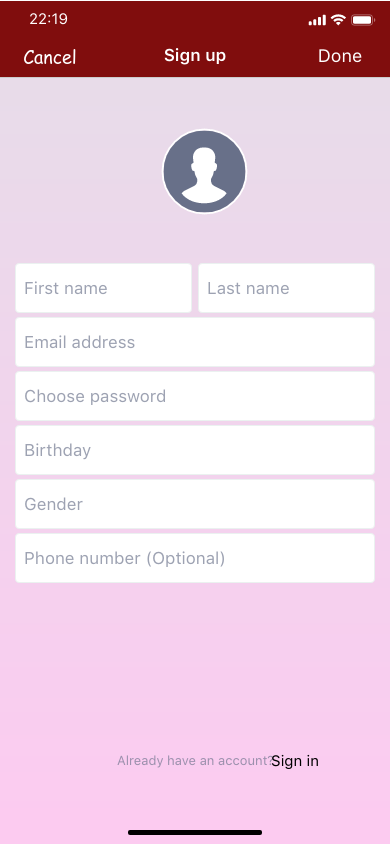 22:19
Cancel Sign up Done
First name Last name
Email address
Choose password
Birthday
Gender
Phone number (Optional)
Already have an account? Sign in